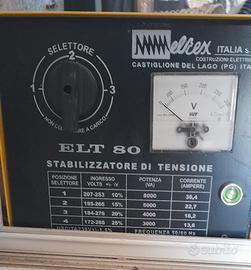 SELETTORE
1
2
3
4
NON COMMUTARE A CARICO
elcex ITALIA s.
COSTRUZIONI ELETTRI
CASTIGLIONE DEL LAGO (PG) ITA
V
ELT 80
STABILIZZATORE DI TENSIONE
POSIZIONE SELETTORE INGRESSO VOLTS +/- %V POTENZA (VA) CORRENTE (AMPERE)
1 207-253 10% 8000 36,4
2 195-265 15% 5000 22,7
3 184-276 20% 4000 18,2
4 172-288 25% 3000 13,6
FREQUENZA 50/60 Hz
subito